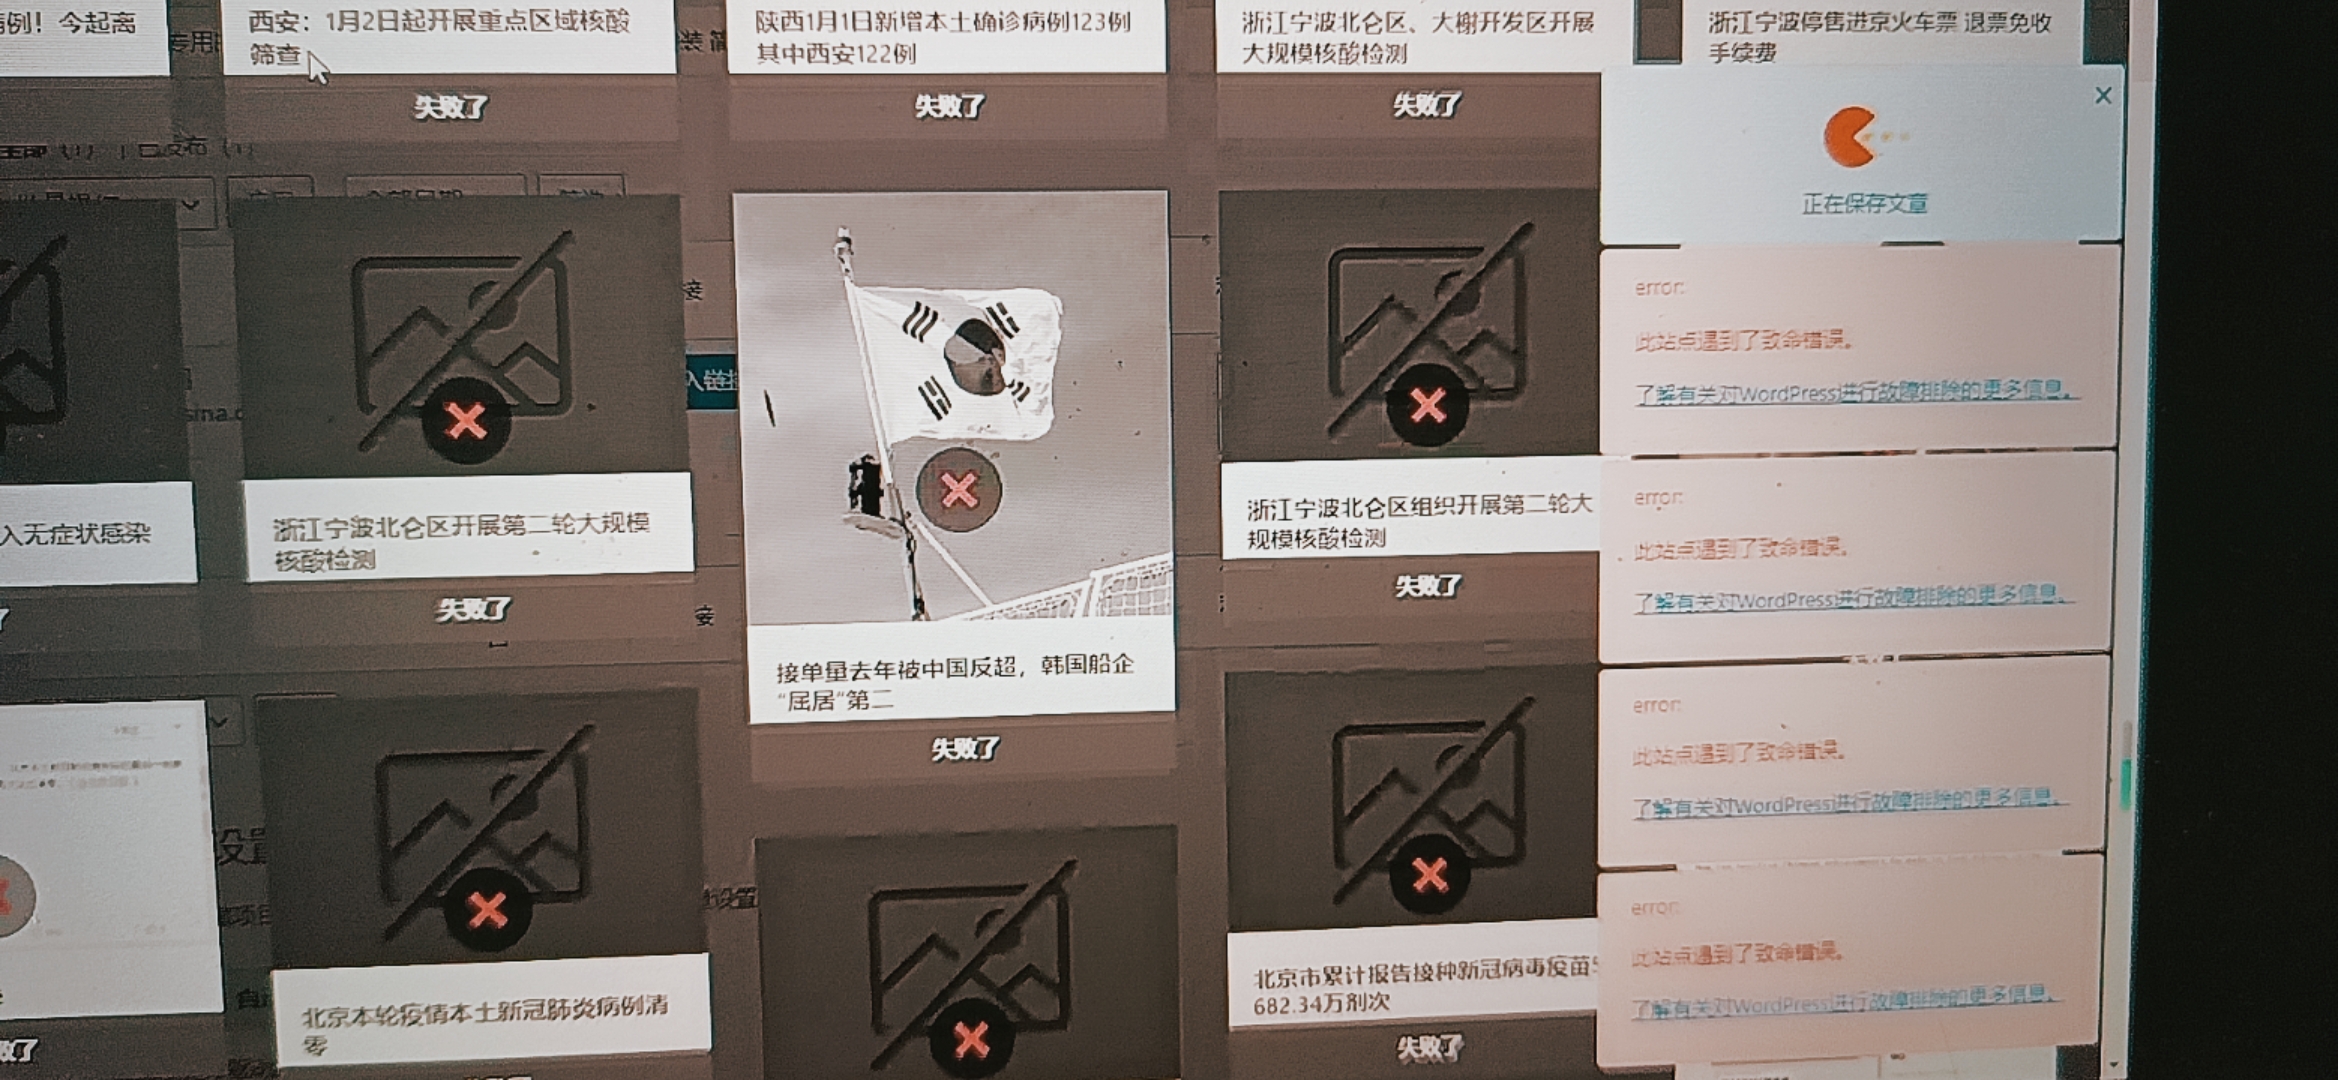 病例！今起离
西安：1月2日起开展重点区域核酸
筛查
失败了
陕西1月1日新增本土确诊病例123例
其中西安122例
失败了
浙江宁波北仑区、大榭开发区开展
大规模核酸检测
失败了
浙江宁波停售进京火车票 退票免收
手续费
正在保存文章
error:
此站点遇到了致命错误。
了解有关对WordPress进行故障排除的更多信息。
error:
此站点遇到了致命错误。
了解有关对WordPress进行故障排除的更多信息。
error:
此站点遇到了致命错误。
了解有关对WordPress进行故障排除的更多信息。
error:
此站点遇到了致命错误。
了解有关对WordPress进行故障排除的更多信息。
入无症状感染
浙江宁波北仑区开展第二轮大规模
核酸检测
失败了
接单量去年被中国反超，韩国船企
“屈居”第二
失败了
浙江宁波北仑区组织开展第二轮大
规模核酸检测
失败了
北京本轮疫情本土新冠肺炎病例清
零
北京市累计报告接种新冠病毒疫苗5
682.34万剂次
失败了